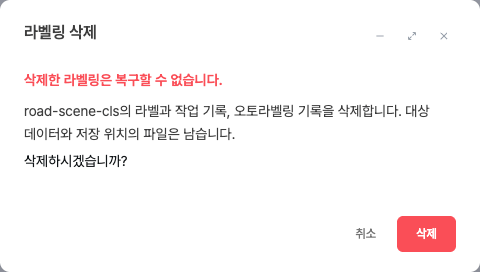 라벨링 삭제
삭제한 라벨링은 복구할 수 없습니다.
road-scene-cls의 라벨과 작업 기록, 오토라벨링 기록을 삭제합니다. 대상
데이터와 저장 위치의 파일은 남습니다.
삭제하시겠습니까?
취소
삭제